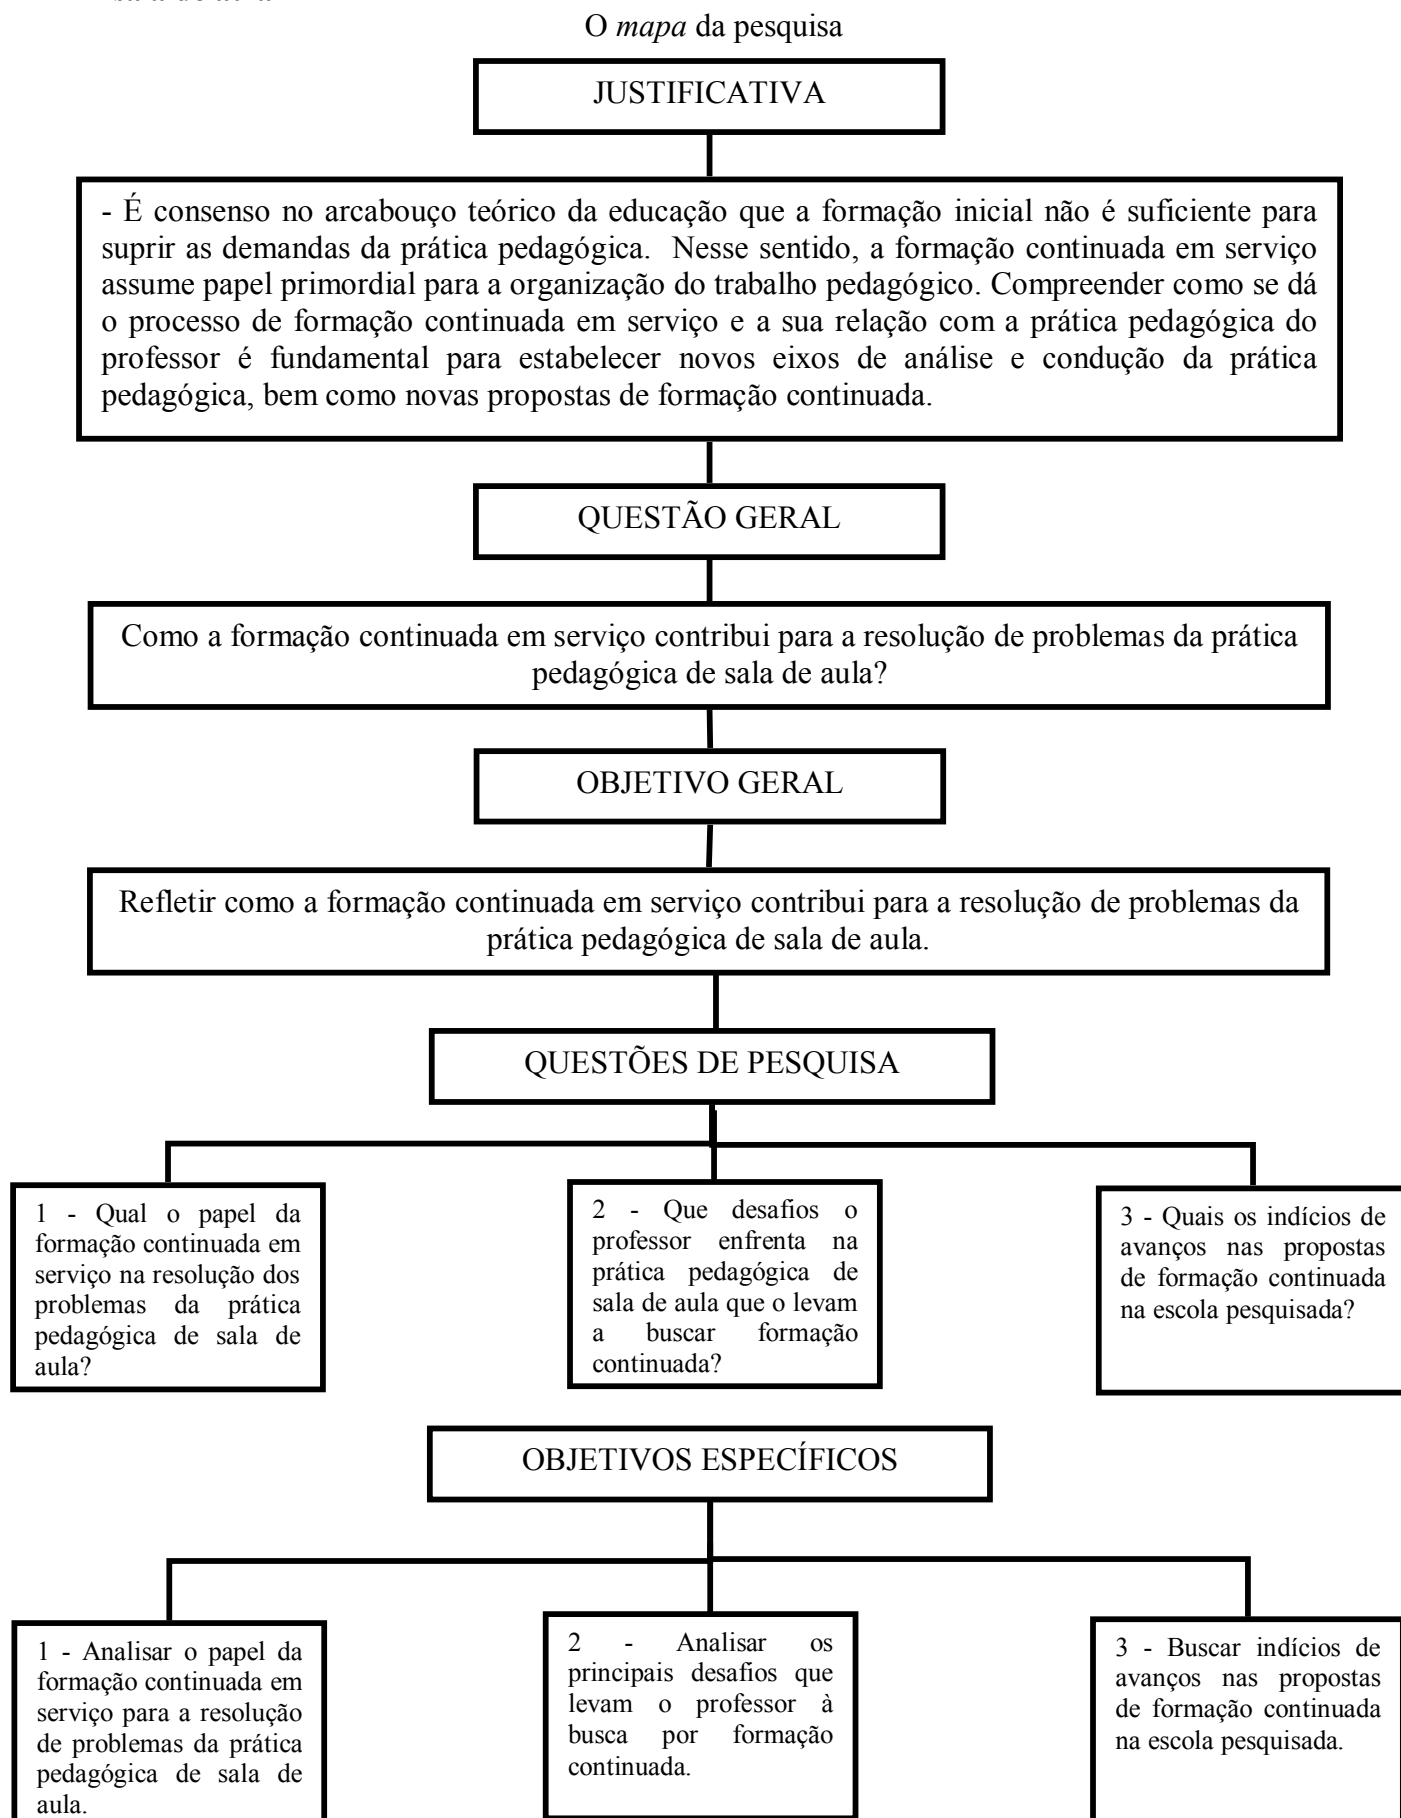 O mapa da pesquisa
JUSTIFICATIVA
- É consenso no arcabouço teórico da educação que a formação inicial não é suficiente para
suprir as demandas da prática pedagógica. Nesse sentido, a formação continuada em serviço
assume papel primordial para a organização do trabalho pedagógico. Compreender como se dá
o processo de formação continuada em serviço e a sua relação com a prática pedagógica do
professor é fundamental para estabelecer novos eixos de análise e condução da prática
pedagógica, bem como novas propostas de formação continuada.
QUESTÃO GERAL
Como a formação continuada em serviço contribui para a resolução de problemas da prática
pedagógica de sala de aula?
OBJETIVO GERAL
Refletir como a formação continuada em serviço contribui para a resolução de problemas da
prática pedagógica de sala de aula.
QUESTÕES DE PESQUISA
1 - Qual o papel da
formação continuada em
serviço na resolução dos
problemas da prática
pedagógica de sala de
aula?
2 - Que desafios o
professor enfrenta na
prática pedagógica de
sala de aula que o levam
a buscar formação
continuada?
3 - Quais os indícios de
avanços nas propostas
de formação continuada
na escola pesquisada?
OBJETIVOS ESPECÍFICOS
1 - Analisar o papel da
formação continuada em
serviço para a resolução
de problemas da prática
pedagógica de sala de
aula.
2 - Analisar os
principais desafios que
levam o professor à
busca por formação
continuada.
3 - Buscar indícios de
avanços nas propostas
de formação continuada
na escola pesquisada.